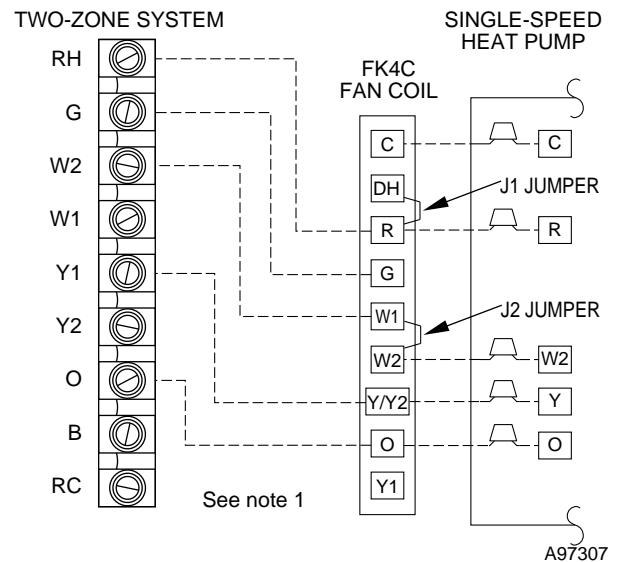 TWO-ZONE SYSTEM
RH
G
W2
W1
Y1
Y2
O
B
RC
See note 1
FK4C
FAN COIL
C
DH
R
G
W1
W2
Y/Y2
O
Y1
J1 JUMPER
J2 JUMPER
SINGLE-SPEED
HEAT PUMP
C
R
W2
Y
O
A97307